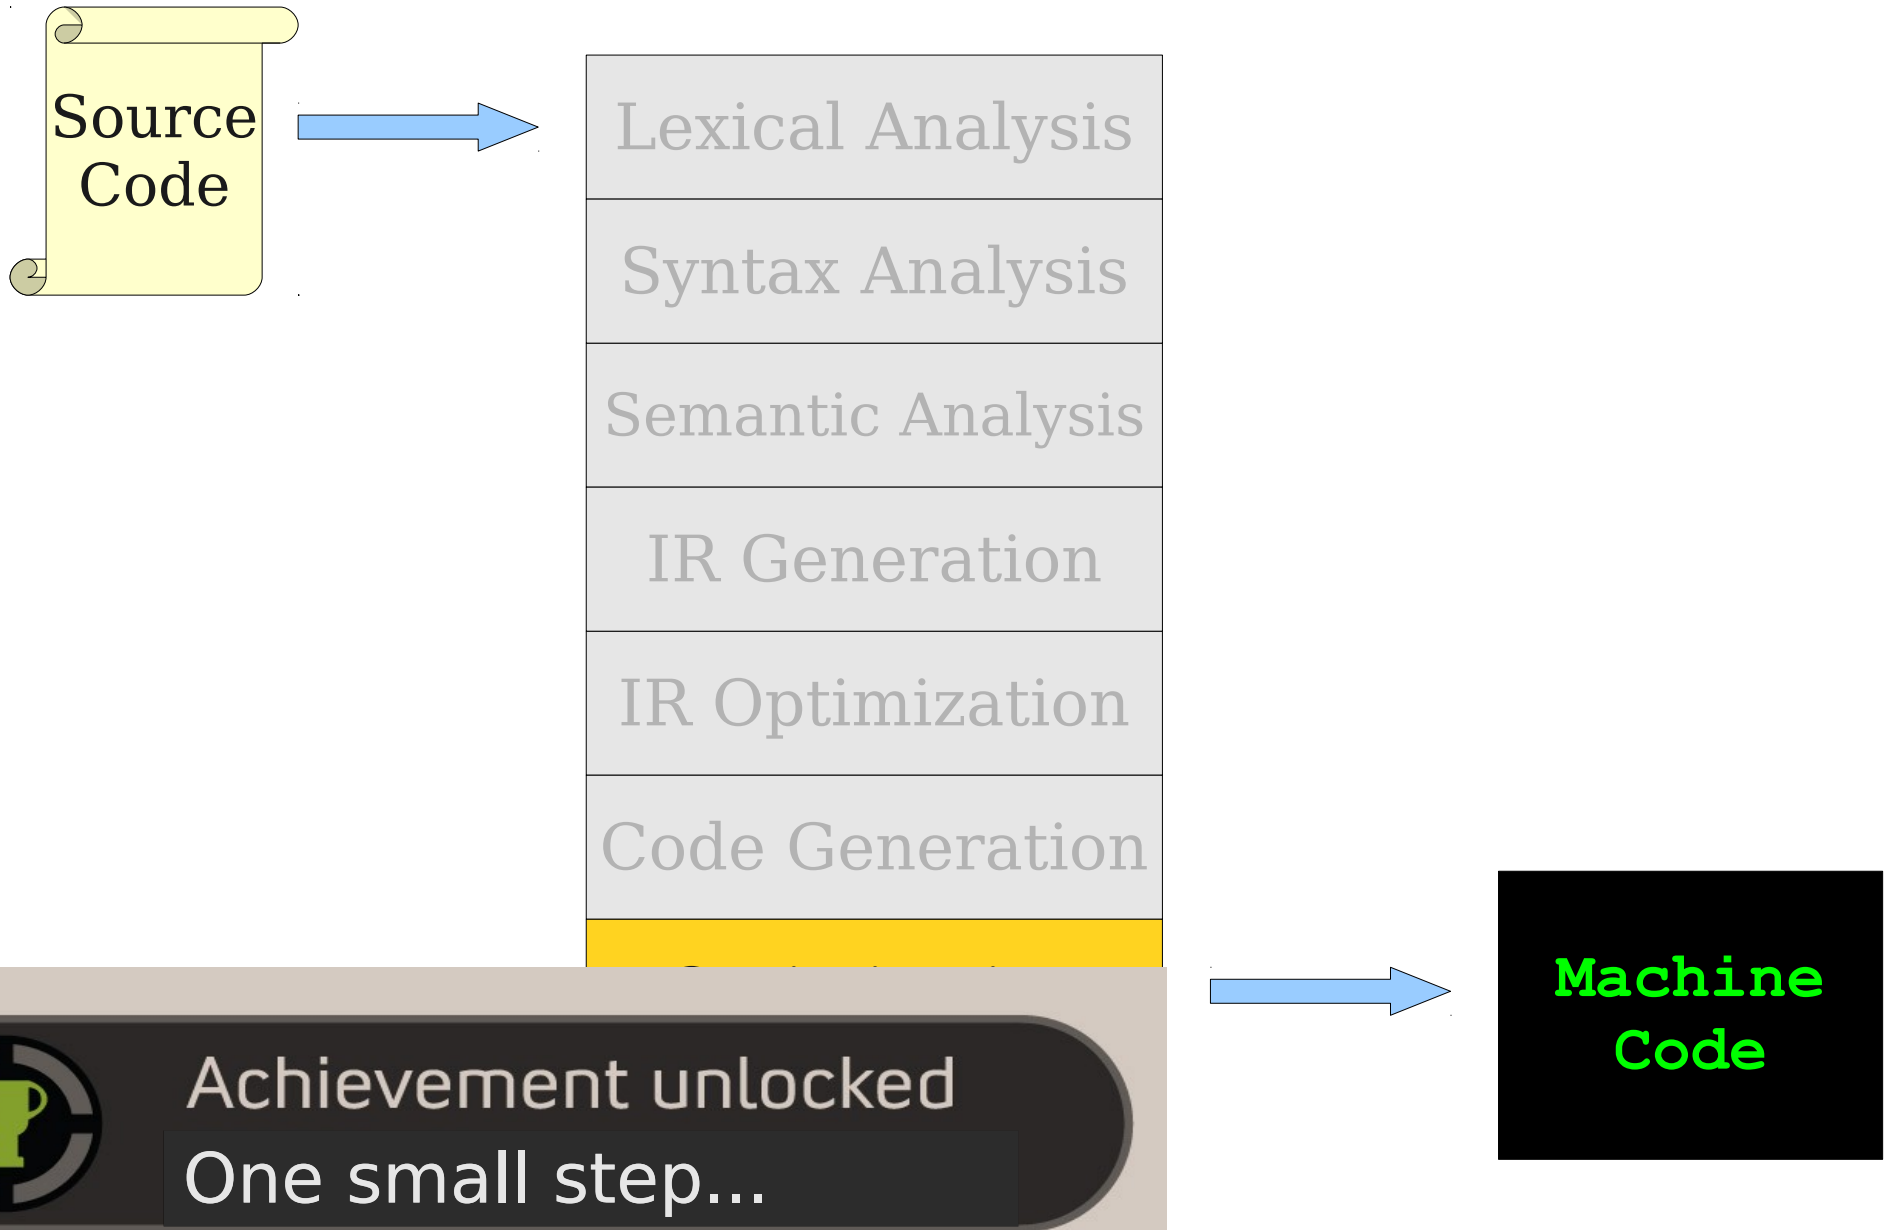 Source
Code
Lexical Analysis
Syntax Analysis
Semantic Analysis
IR Generation
IR Optimization
Code Generation
Machine
Code
Achievement unlocked
One small step...